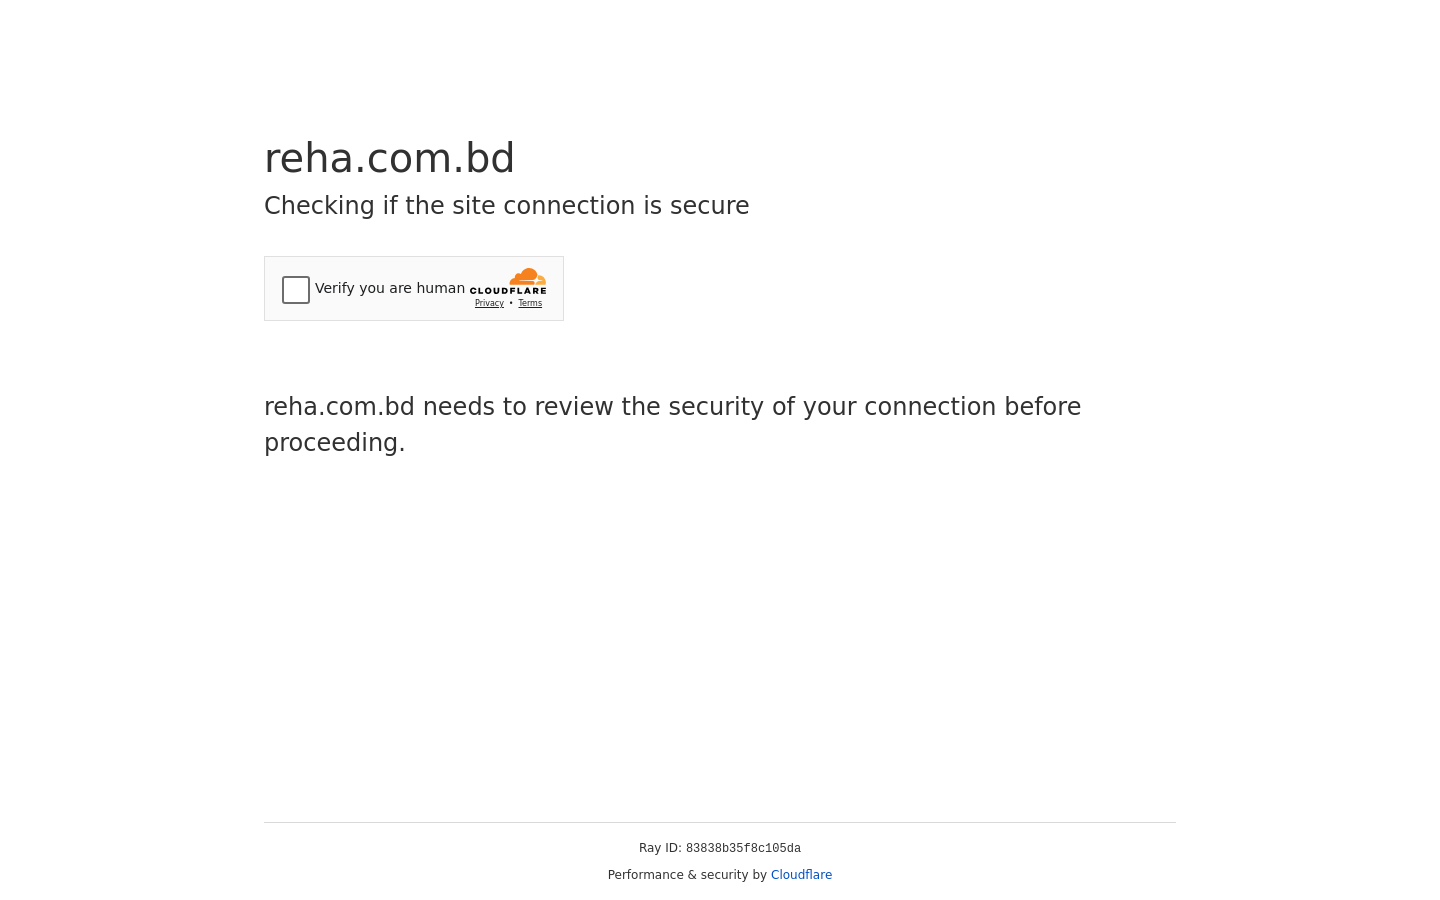 reha.com.bd
Checking if the site connection is secure
Verify you are human
CLOUDFLARE
Privacy • Terms
reha.com.bd needs to review the security of your connection before
proceeding.
Ray ID: 83838b35f8c105da
Performance & security by Cloudflare